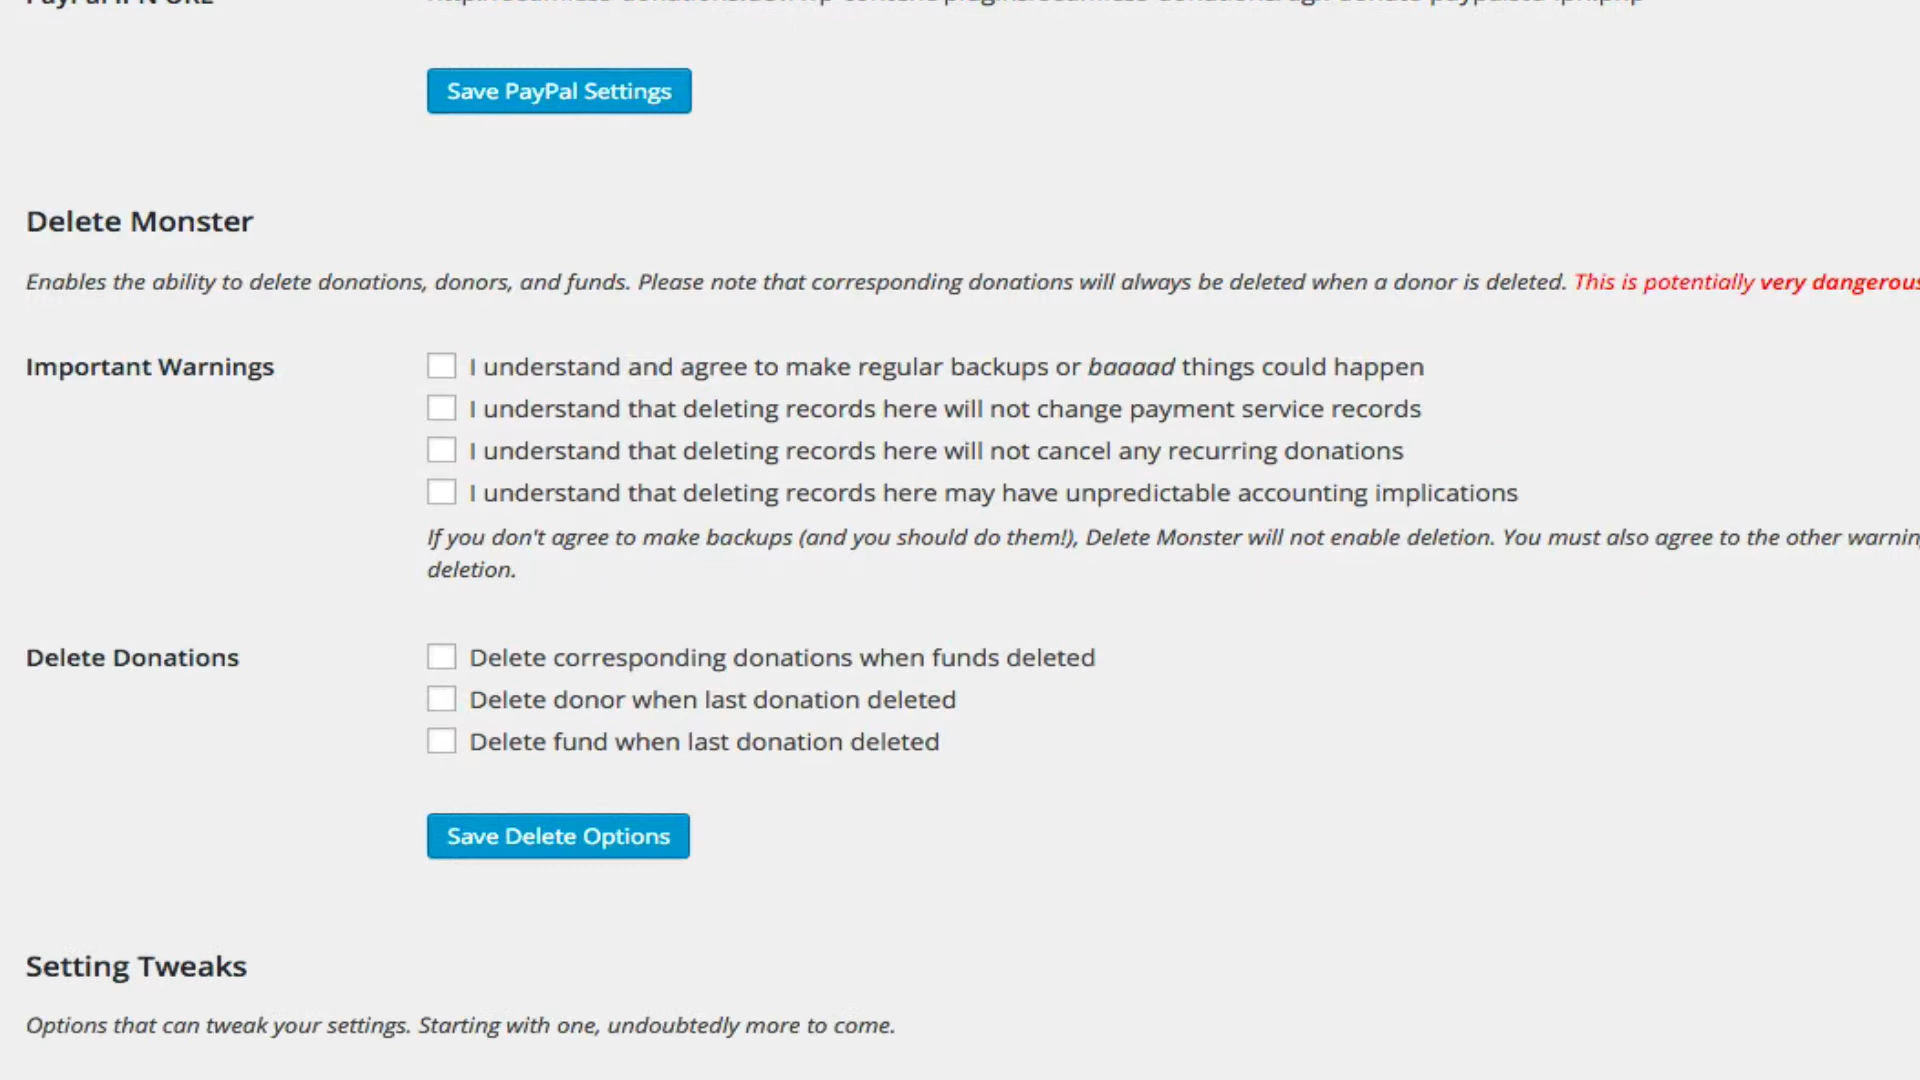 Save PayPal Settings
Delete Monster
Enables the ability to delete donations, donors, and funds. Please note that corresponding donations will always be deleted when a donor is deleted. This is potentially very dangerous
Important Warnings
I understand and agree to make regular backups or baaaad things could happen
I understand that deleting records here will not change payment service records
I understand that deleting records here will not cancel any recurring donations
I understand that deleting records here may have unpredictable accounting implications
If you don't agree to make backups (and you should do them!), Delete Monster will not enable deletion. You must also agree to the other
deletion.
Delete Donations
Delete corresponding donations when funds deleted
Delete donor when last donation deleted
Delete fund when last donation deleted
Save Delete Options
Setting Tweaks
Options that can tweak your settings. Starting with one, undoubtedly more to come.